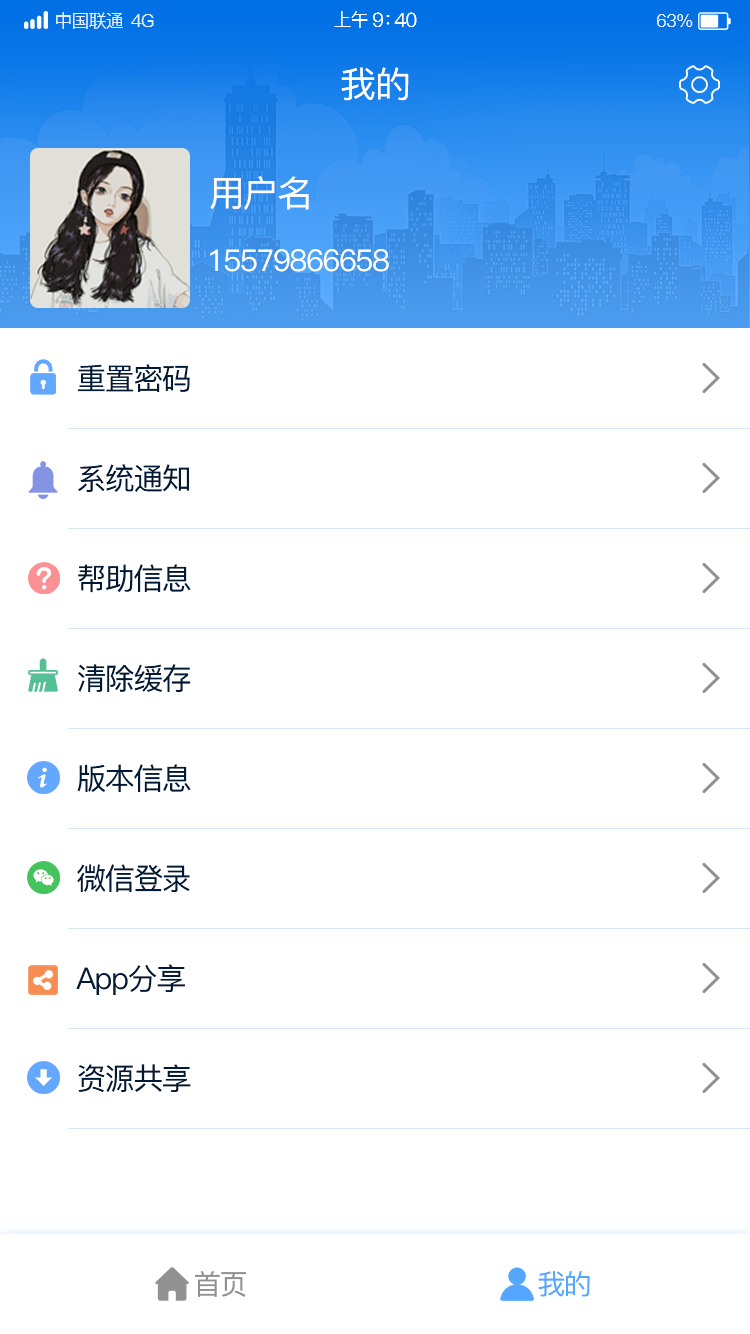 中国联通 4G 上午 9:40 63%
我的
用户名
15579866658
重置密码
系统通知
帮助信息
清除缓存
版本信息
微信登录
App分享
资源共享
首页 我的